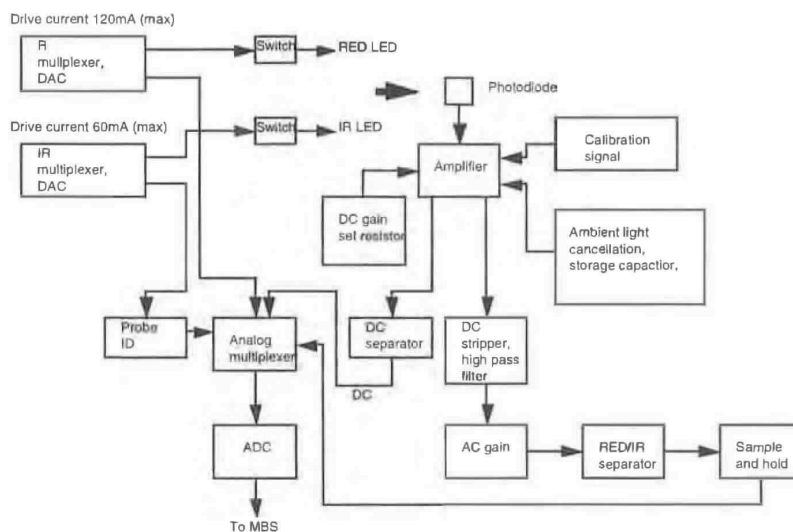 Drive current 120mA (max)
R
mulplexer,
DAC
Switch
RED LED
Photodiode
Drive current 60mA (max)
IR
multiplexer,
DAC
Switch
IR LED
Amplifier
Calibration
signal
DC gain
set resistor
Ambient light
cancellation,
storage capactior,
Probe
ID
Analog
multiplexer
DC
separator
DC
stripper,
high pass
filter
DC
ADC
AC gain
RED/IR
separator
Sample
and hold
To MBS